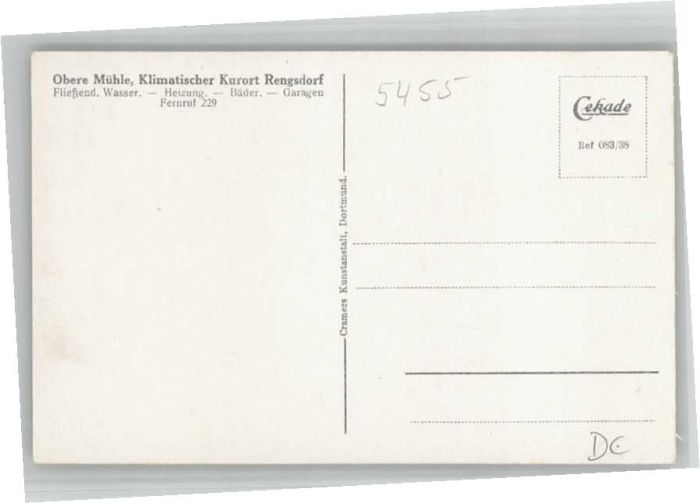 Obere Mühle, Klimatischer Kurort Rengsdorf
Fließend. Wasser. — Heizung. — Bäder. — Garagen
Fernruf 229
5455
Cekade
Ref 083/38
Cramers Kunstanstalt, Dortmund.
DC